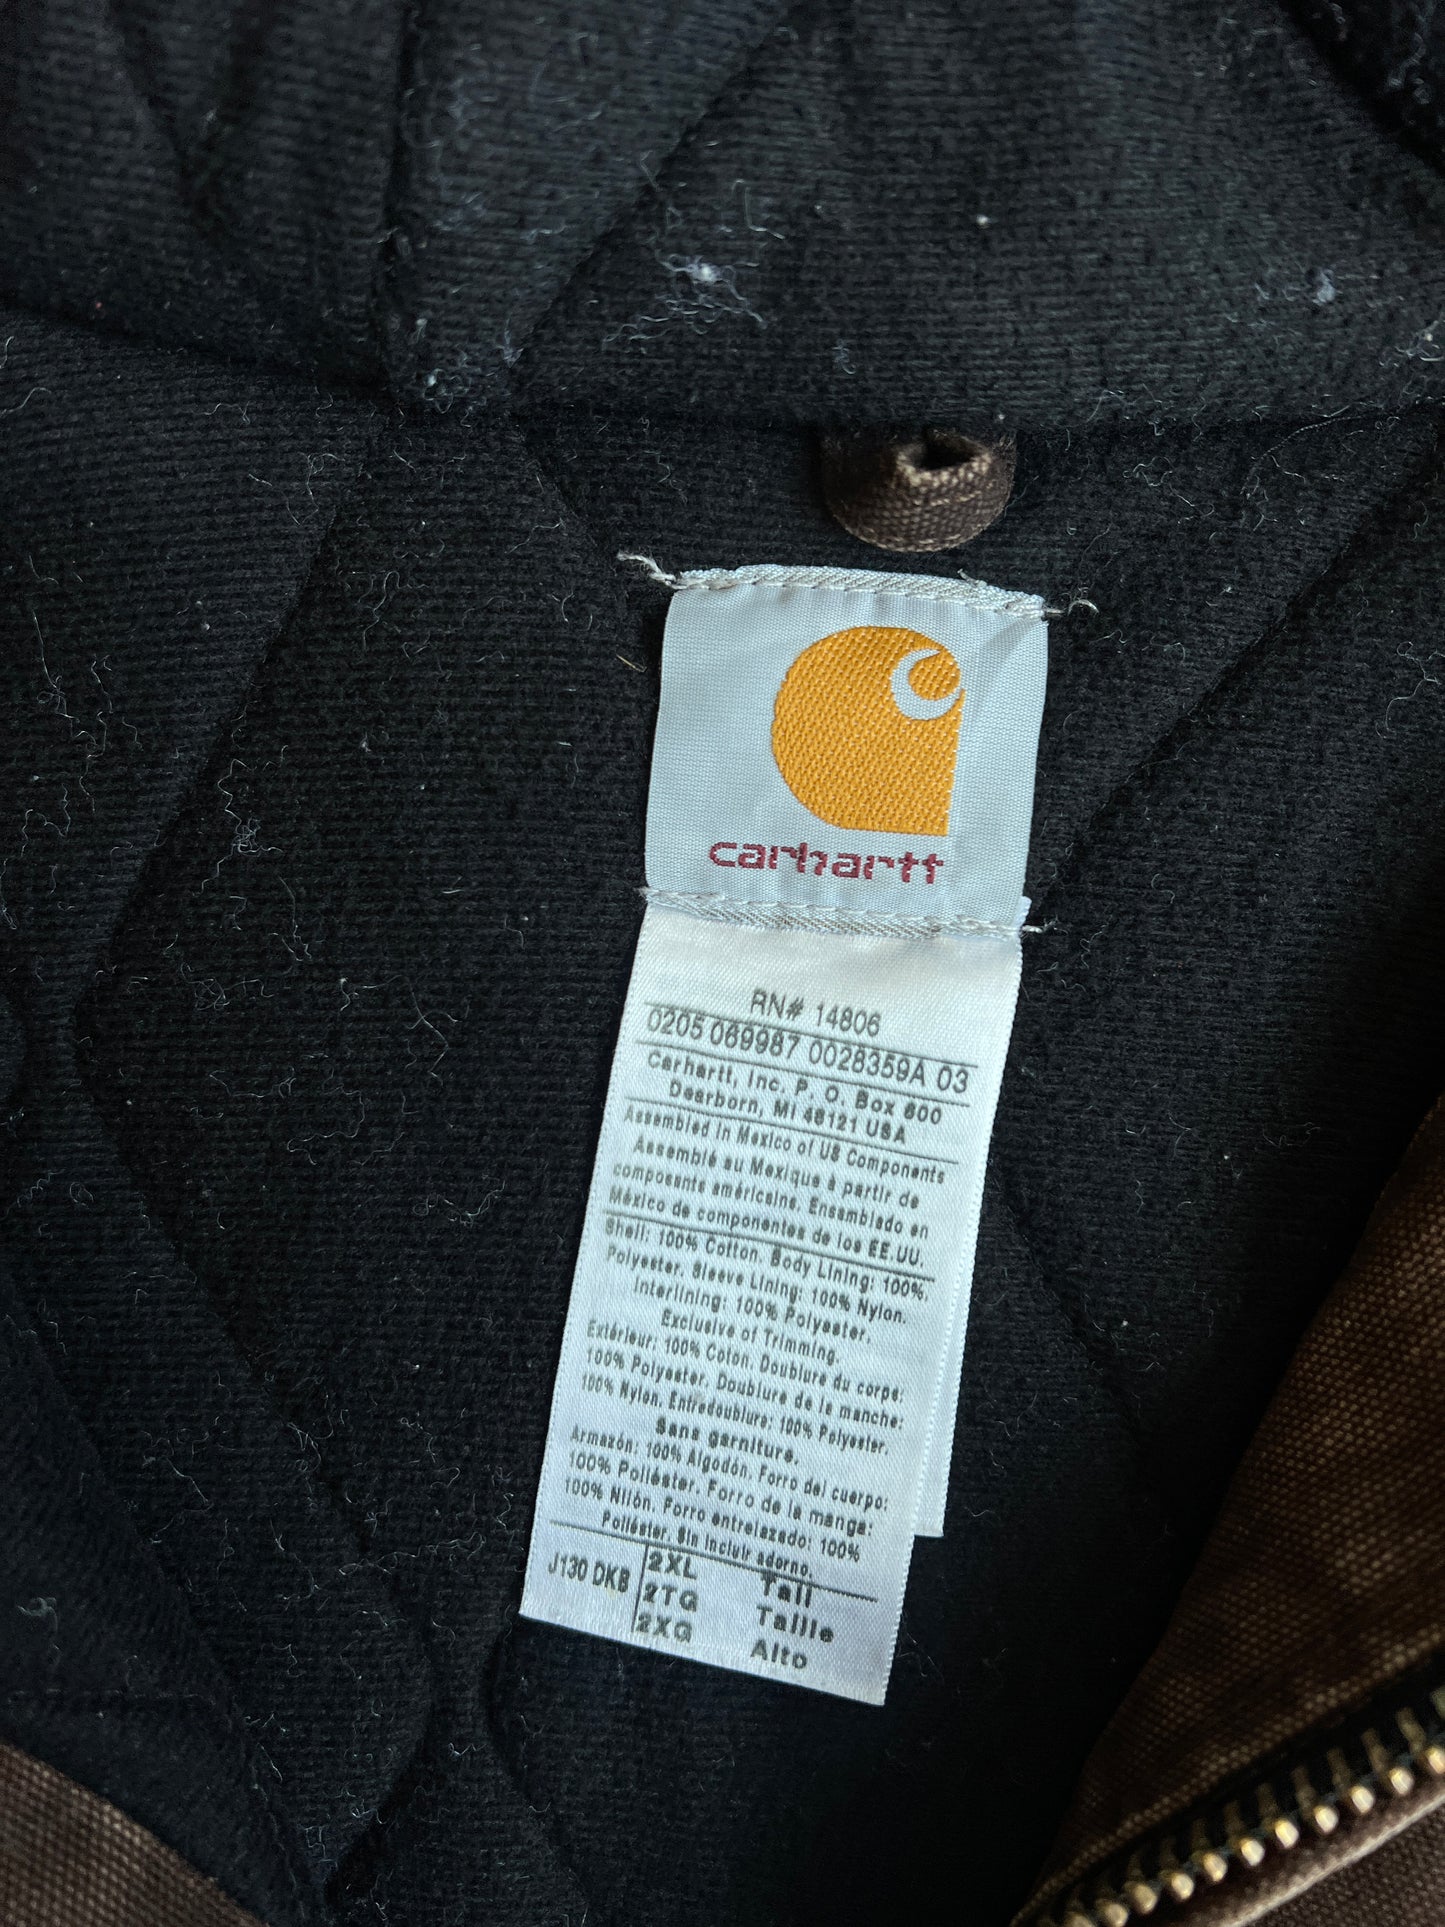 carhartt
RN# 14806
0205 069987 0028359A 03
Carhartt, Inc. P. O. Box 600
Dearborn, MI 48121 USA
Assembled in Mexico of US Components
Assemblé au Mexique à partir de
composants américains. Ensamblado en
México de componentes de los EE.UU.
Shell: 100% Cotton. Body Lining: 100%.
Polyester. Sleeve Lining: 100% Nylon.
Interlining: 100% Polyester.
Exclusive of Trimming.
Extérieur: 100% Coton. Doublure du corps:
100% Polyester. Doublure de la manche:
100% Nylon. Entredoublure: 100% Polyester.
Sans garniture.
Armazón: 100% Algodón. Forro del cuerpo:
100% Poliéster. Forro de la manga:
100% Nilón. Forro entrelazado: 100%
Poliéster. Sin incluir adorno.
J130 DKB 2XL Tall
2TG Taille
2XG Alto